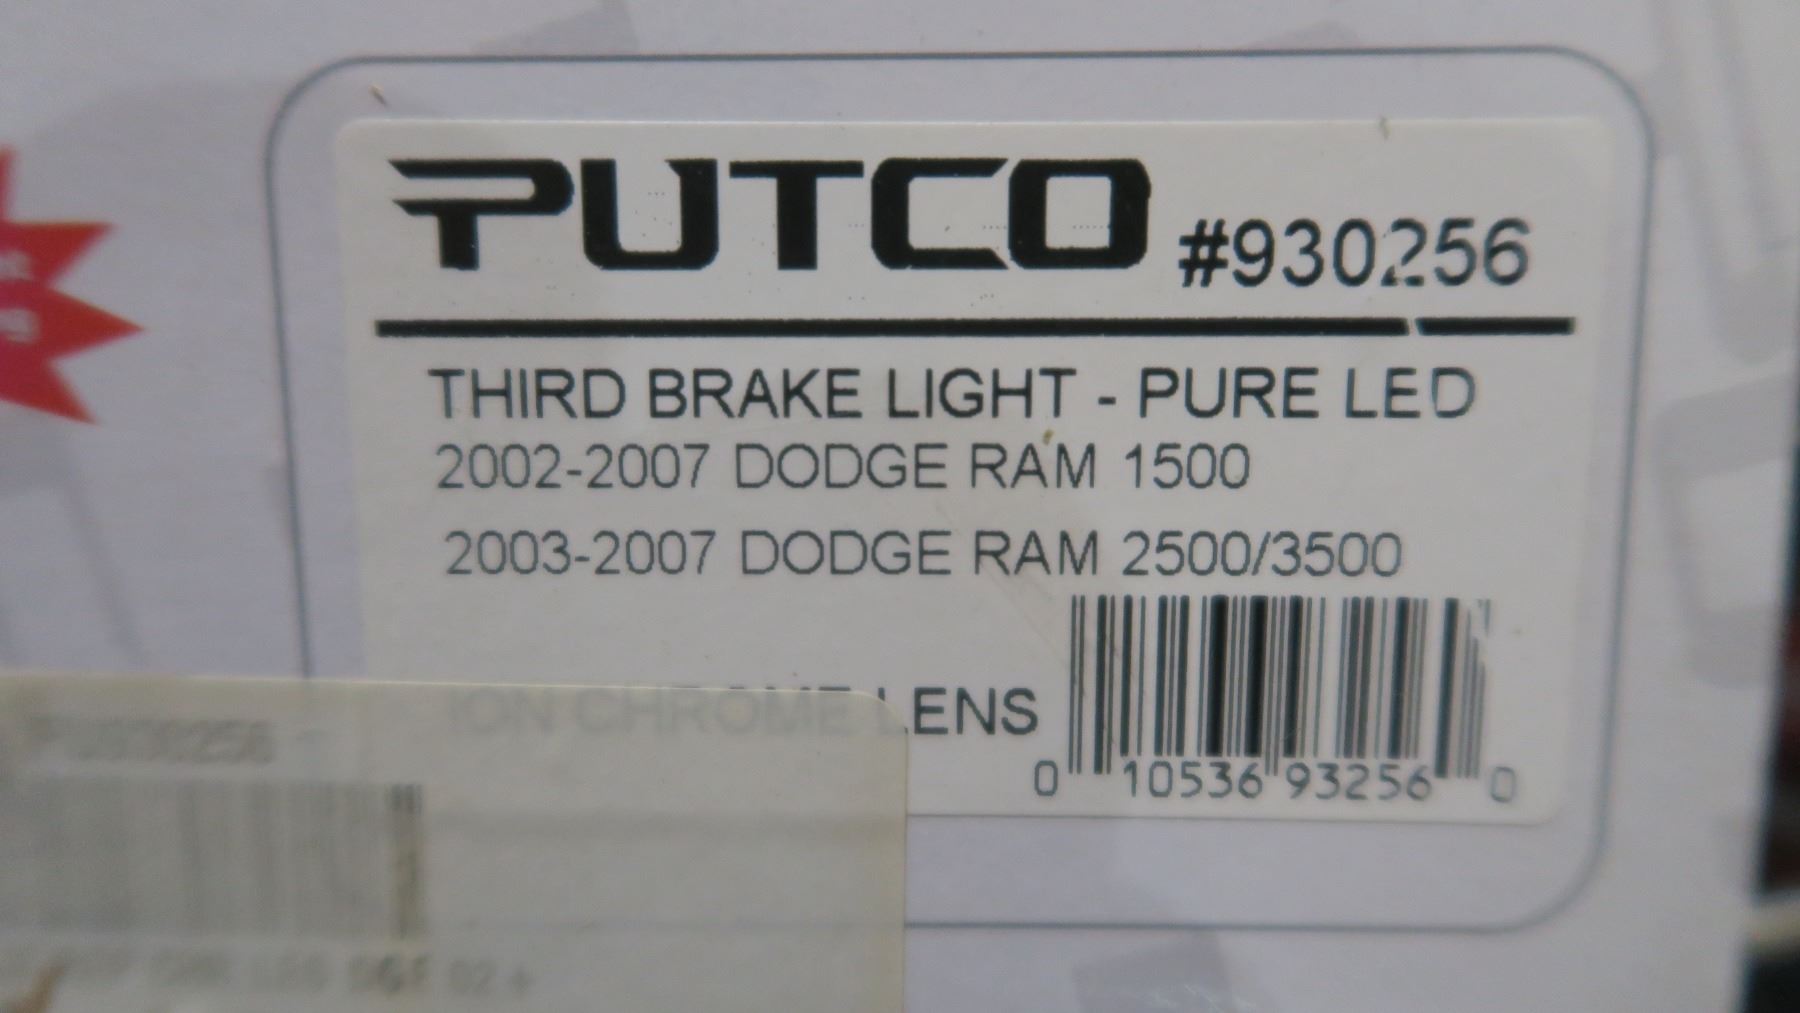 PUTCO #930256
THIRD BRAKE LIGHT - PURE LED
2002-2007 DODGE RAM 1500
2003-2007 DODGE RAM 2500/3500
ION CHROME LENS
0 10536 93256 0